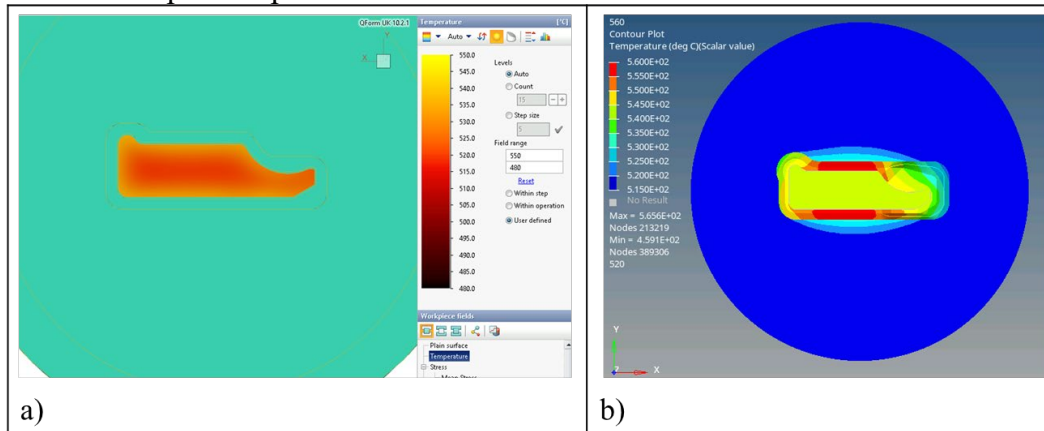 QForm UK 10.2.1
Y
X
Temperature [°C]
Auto
550.0
545.0
540.0
535.0
530.0
525.0
520.0
515.0
510.0
505.0
500.0
495.0
490.0
485.0
480.0
Levels
Auto
Count
15
Step size
5
Field range
550
480
Reset
Within step
Within operation
User defined
Workpiece fields
Plain surface
Temperature
Stress
Mean Stress
a)
560
Contour Plot
Temperature (deg C)(Scalar value)
5.600E+02
5.550E+02
5.500E+02
5.450E+02
5.400E+02
5.350E+02
5.300E+02
5.250E+02
5.200E+02
5.150E+02
No Result
Max = 5.656E+02
Nodes 213219
Min = 4.591E+02
Nodes 389306
520
Y
Z
X
b)